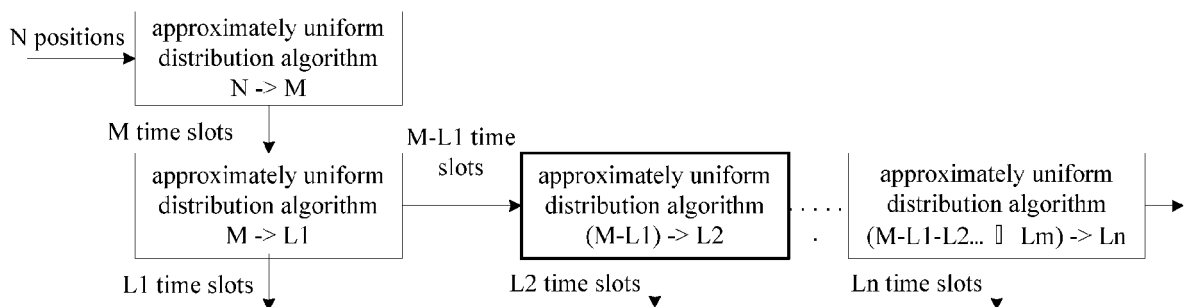 approximately uniform
distribution algorithm
N -> M
N positions
M time slots
M-L1 time
slots
approximately uniform
distribution algorithm
M -> L1
approximately uniform
distribution algorithm
(M-L1) -> L2
. . . . .
.
approximately uniform
distribution algorithm
(M-L1-L2... ▯ Lm) -> Ln
L1 time slots
L2 time slots
Ln time slots